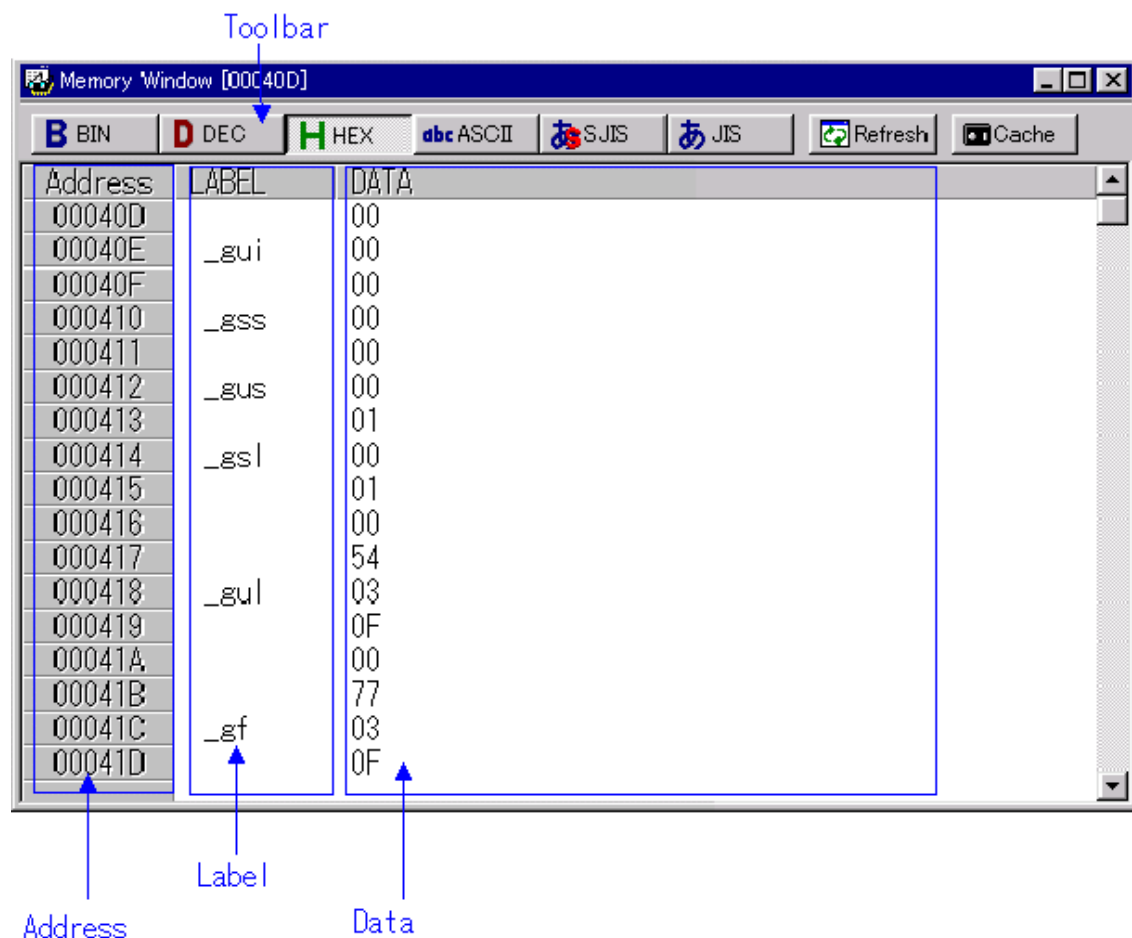 Toolbar
Memory Window [00040D]
B BIN D DEC H HEX abc ASCII あS SJIS あ JIS Refresh Cache
Address LABEL DATA
00040D 00
00040E _gui 00
00040F 00
000410 _gss 00
000411 00
000412 _gus 00
000413 01
000414 _gsl 00
000415 01
000416 00
000417 54
000418 _gul 03
000419 0F
00041A 00
00041B 77
00041C _gf 03
00041D 0F
Label
Address Data